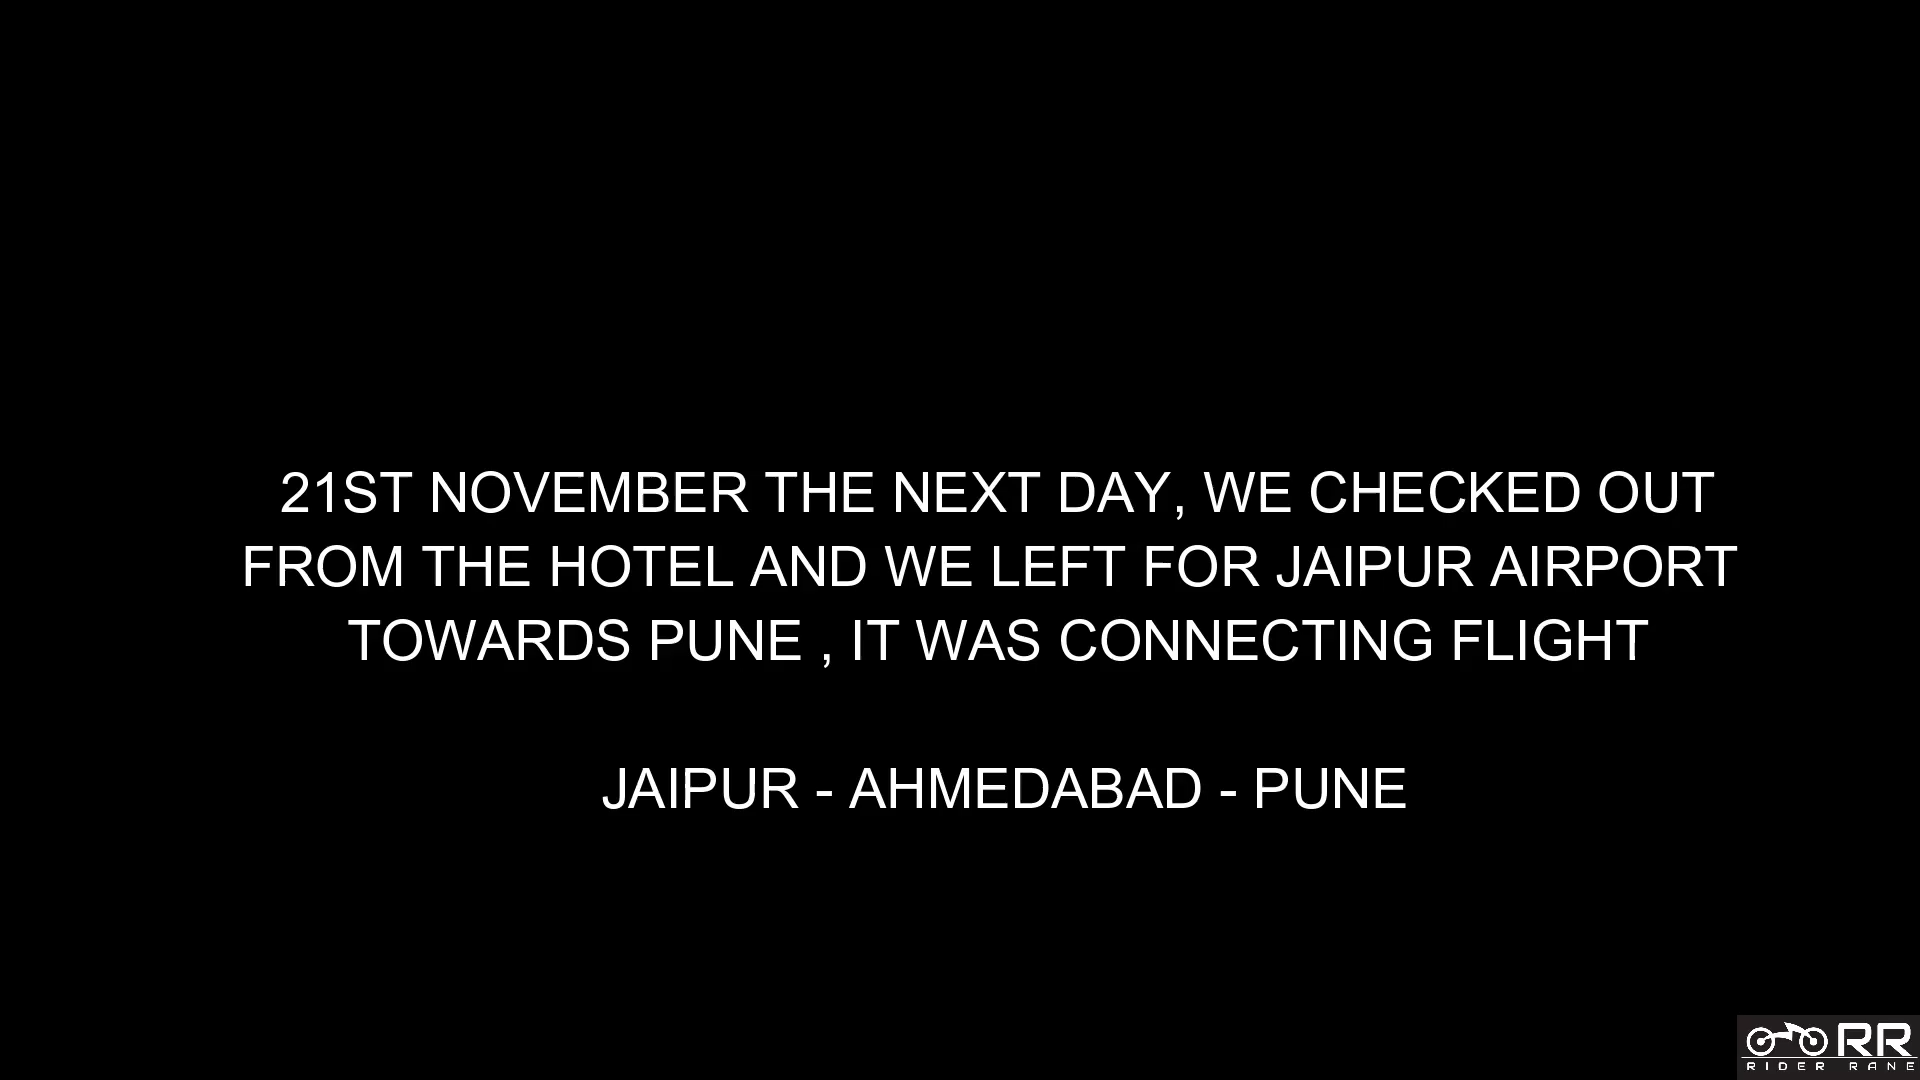 21ST NOVEMBER THE NEXT DAY, WE CHECKED OUT
FROM THE HOTEL AND WE LEFT FOR JAIPUR AIRPORT
TOWARDS PUNE , IT WAS CONNECTING FLIGHT
JAIPUR - AHMEDABAD - PUNE
RR
RIDER RANE